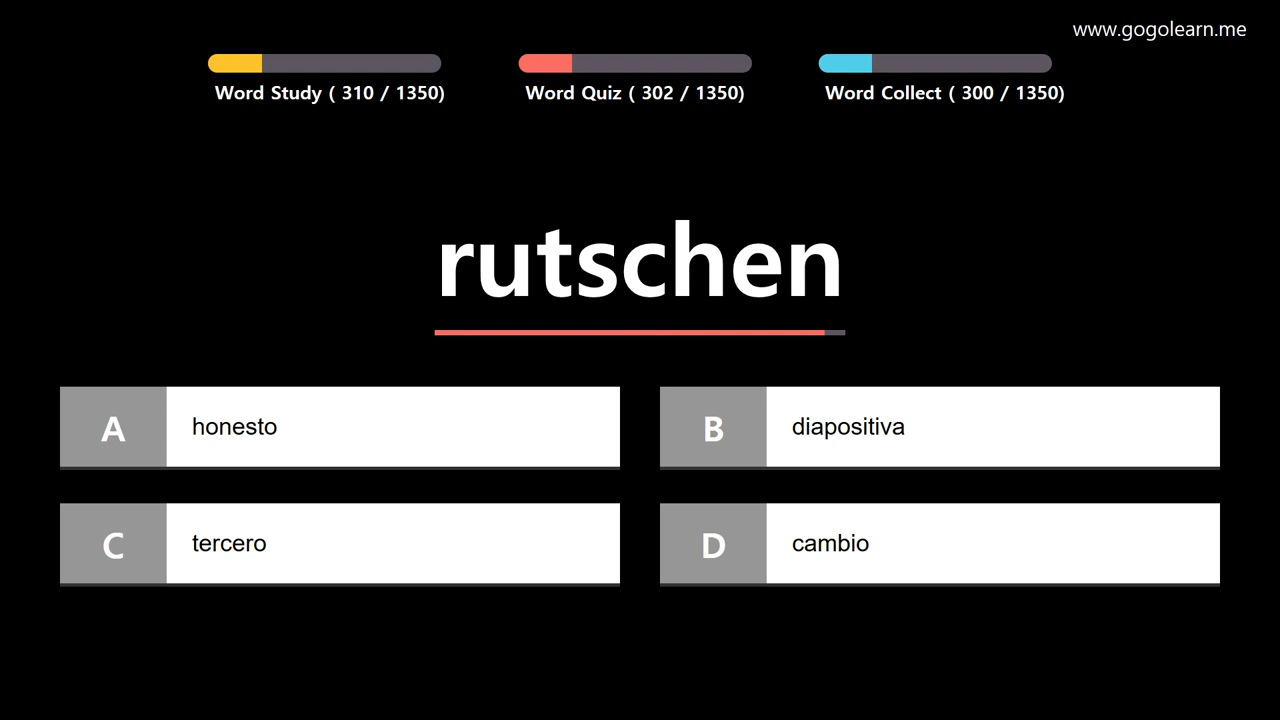 www.gogolearn.me
Word Study ( 310 / 1350)
Word Quiz ( 302 / 1350)
Word Collect ( 300 / 1350)
rutschen
A honesto
B diapositiva
C tercero
D cambio